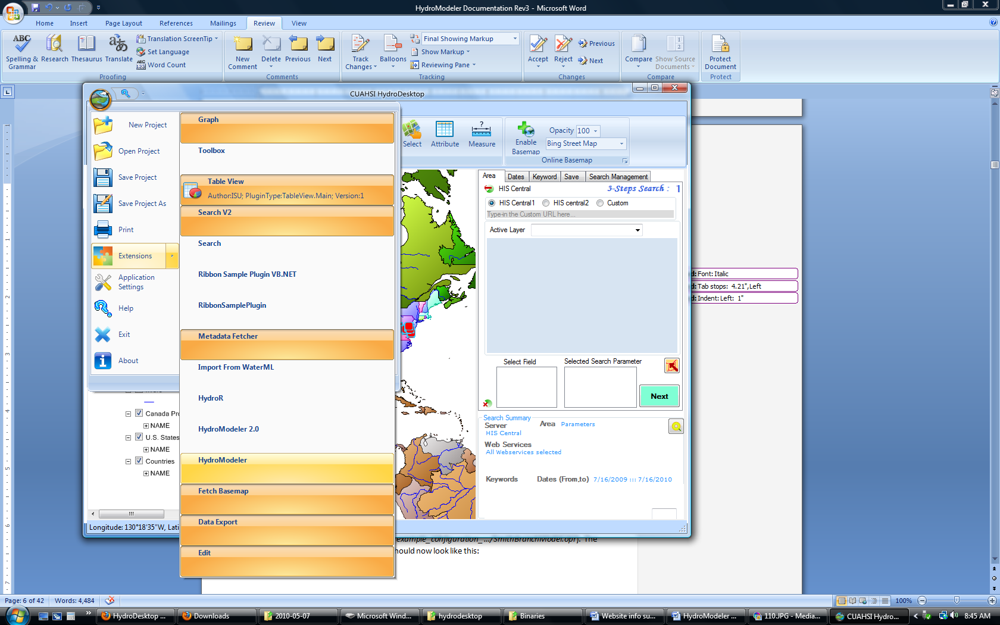 HydroModeler Documentation Rev3 - Microsoft Word
Home Insert Page Layout References Mailings Review View
ABC
Spelling & Grammar
Research
Thesaurus
Translate
Translation ScreenTip
Set Language
Word Count
Proofing
New Comment
Delete
Previous
Next
Comments
Track Changes
Balloons
Final Showing Markup
Show Markup
Reviewing Pane
Tracking
Accept
Reject
Previous
Next
Changes
Compare
Show Source Documents
Compare
Protect Document
Protect
CUAHSI HydroDesktop
New Project
Open Project
Save Project
Save Project As
Print
Extensions
Application Settings
Help
Exit
About
Graph
Toolbox
Table View
Author:ISU; PluginType:TableView.Main; Version:1
Search V2
Search
Ribbon Sample Plugin VB.NET
RibbonSamplePlugin
Metadata Fetcher
Import From WaterML
HydroR
HydroModeler 2.0
HydroModeler
Fetch Basemap
Data Export
Edit
Select
Attribute
Measure
Enable Basemap
Opacity 100
Bing Street Map
Online Basemap
Area Dates Keyword Save Search Management
HIS Central
3-Steps Search : 1
HIS Central1 HIS central2 Custom
Type-in the Custom URL here...
Active Layer
Select Field
Selected Search Parameter
Next
Search Summary
Server
HIS Central
Area
Parameters
Web Services
All Webservices selected
Keywords
Dates (From,to) 7/16/2009 ::: 7/16/2010
Canada Pro
NAME
U.S. States
NAME
Countries
NAME
Longitude: 130°18'35"W, Lati
d: Font: Italic
d: Tab stops: 4.21",Left
d: Indent: Left: 1"
example_configuration_.../SmithBranchModel.opr). The
hould now look like this:
Page: 6 of 42
Words: 4,484
100%
HydroDesktop ...
Downloads
2010-05-07
Microsoft Wind...
hydrodesktop
Binaries
Website info su...
HydroModeler ...
110.JPG - Media...
CUAHSI Hydro...
8:45 AM